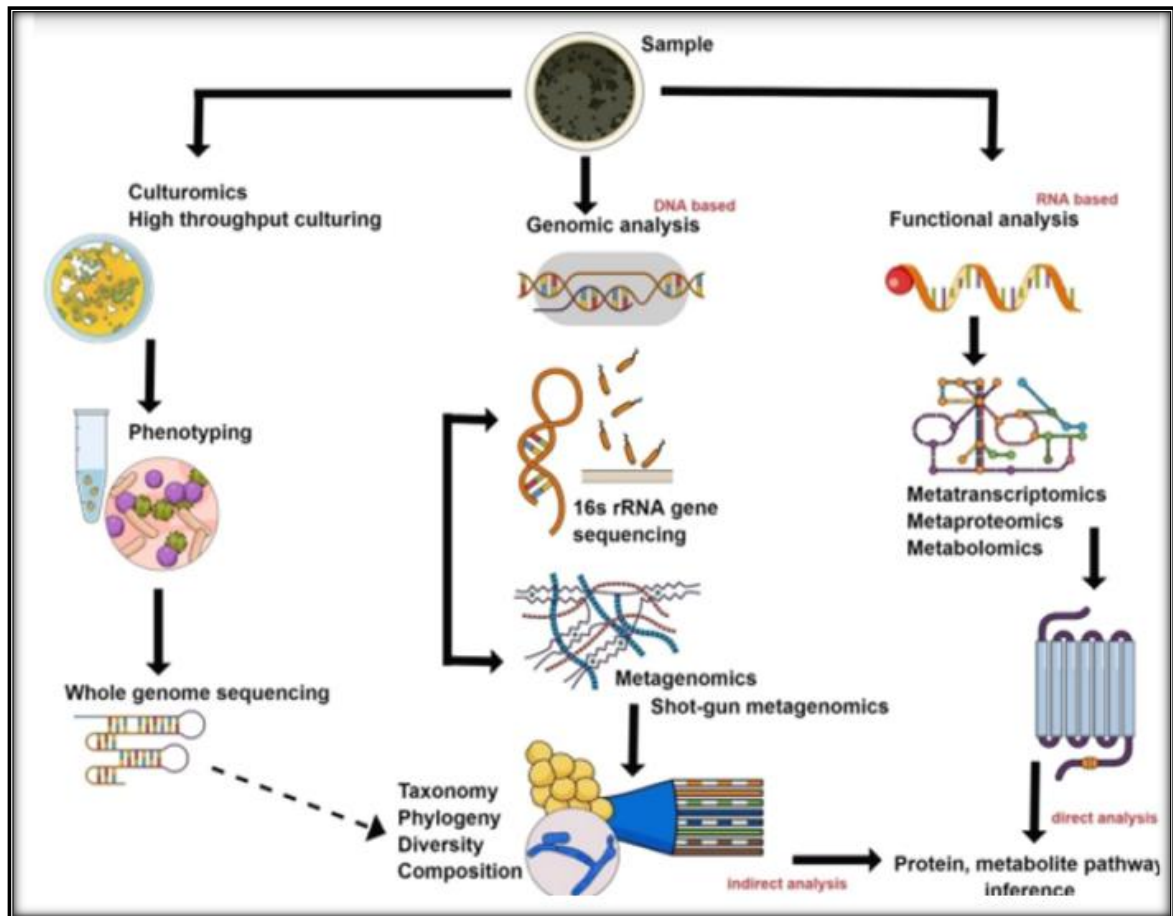 Sample
Culturomics
High throughput culturing
DNA based
Genomic analysis
RNA based
Functional analysis
Phenotyping
16s rRNA gene
sequencing
Metatranscriptomics
Metaproteomics
Metabolomics
Whole genome sequencing
Metagenomics
Shot-gun metagenomics
Taxonomy
Phylogeny
Diversity
Composition
indirect analysis
direct analysis
Protein, metabolite pathway
inference